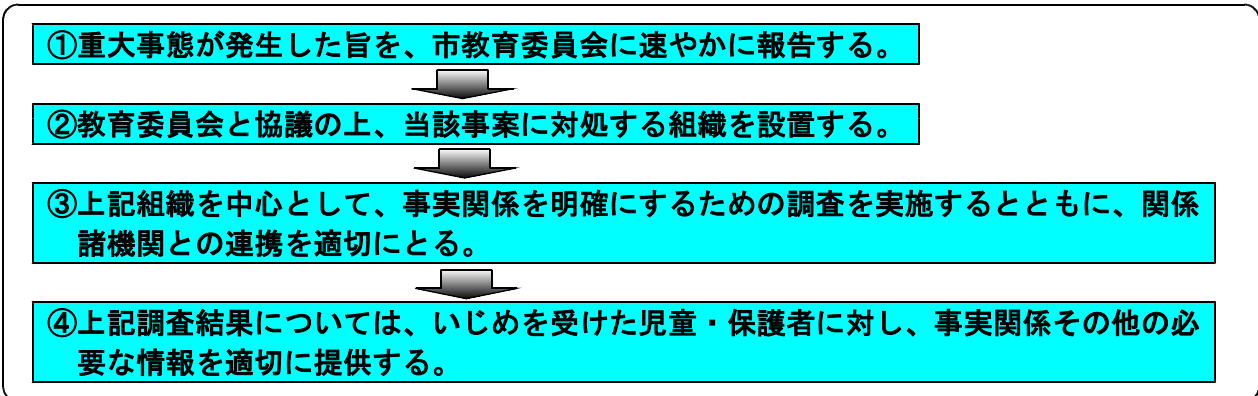 ①重大事態が発生した旨を、市教育委員会に速やかに報告する。
②教育委員会と協議の上、当該事案に対処する組織を設置する。
③上記組織を中心として、事実関係を明確にするための調査を実施するとともに、関係
諸機関との連携を適切にとる。
④上記調査結果については、いじめを受けた児童・保護者に対し、事実関係その他の必
要な情報を適切に提供する。